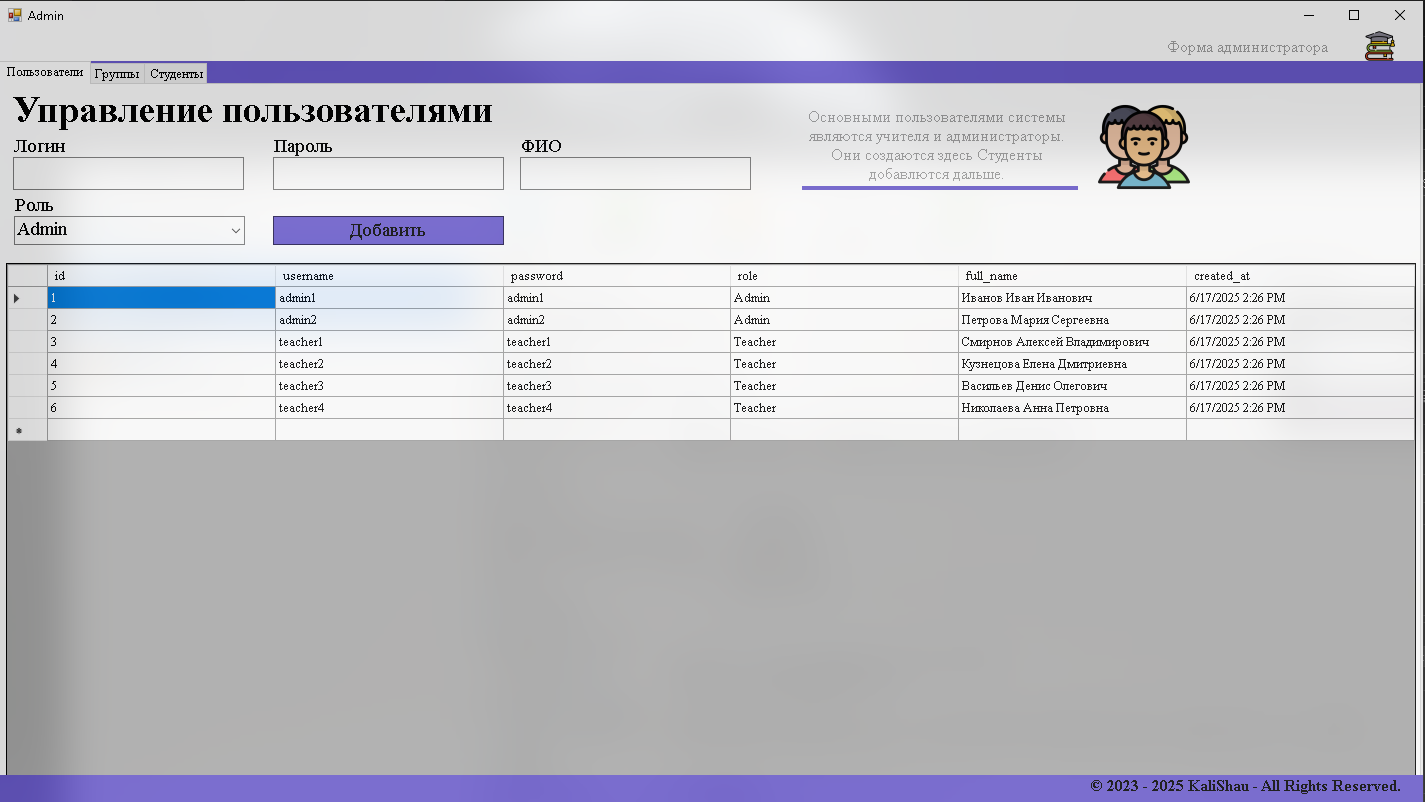 Admin
Форма администратора
Пользователи Группы Студенты
Управление пользователями
Основными пользователями системы
являются учителя и администраторы.
Они создаются здесь Студенты
добавлются дальше.
Логин Пароль ФИО
Роль
Admin Добавить
id username password role full_name created_at
1 admin1 admin1 Admin Иванов Иван Иванович 6/17/2025 2:26 PM
2 admin2 admin2 Admin Петрова Мария Сергеевна 6/17/2025 2:26 PM
3 teacher1 teacher1 Teacher Смирнов Алексей Владимирович 6/17/2025 2:26 PM
4 teacher2 teacher2 Teacher Кузнецова Елена Дмитриевна 6/17/2025 2:26 PM
5 teacher3 teacher3 Teacher Васильев Денис Олегович 6/17/2025 2:26 PM
6 teacher4 teacher4 Teacher Николаева Анна Петровна 6/17/2025 2:26 PM
© 2023 - 2025 KaliShau - All Rights Reserved.